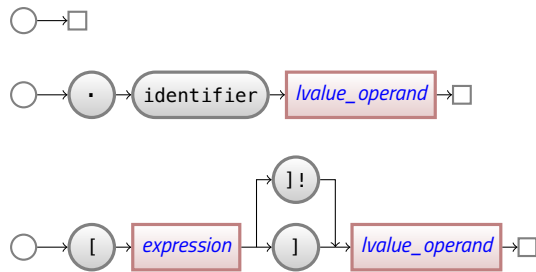 . identifier lvalue_operand
]!
[ expression ] lvalue_operand